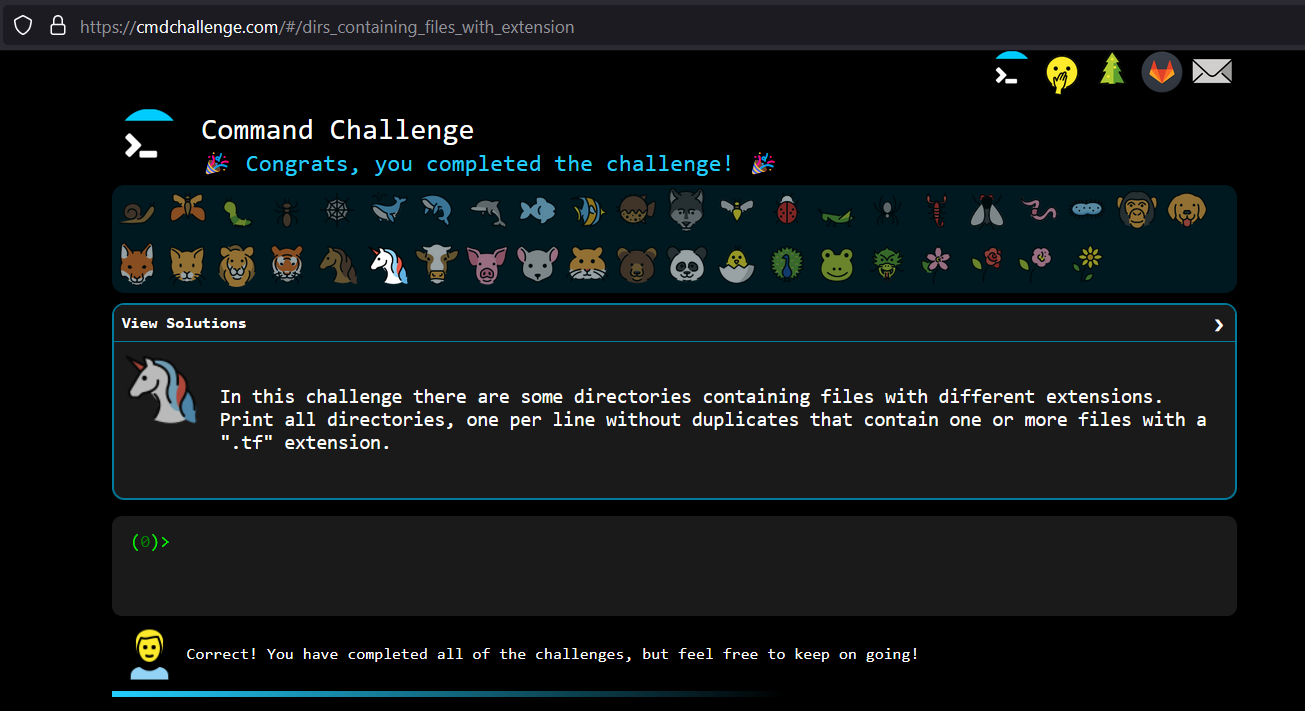 https://cmdchallenge.com/#/dirs_containing_files_with_extension
Command Challenge
🎉 Congrats, you completed the challenge! 🎉
View Solutions
In this challenge there are some directories containing files with different extensions.
Print all directories, one per line without duplicates that contain one or more files with a
".tf" extension.
(0)>
Correct! You have completed all of the challenges, but feel free to keep on going!